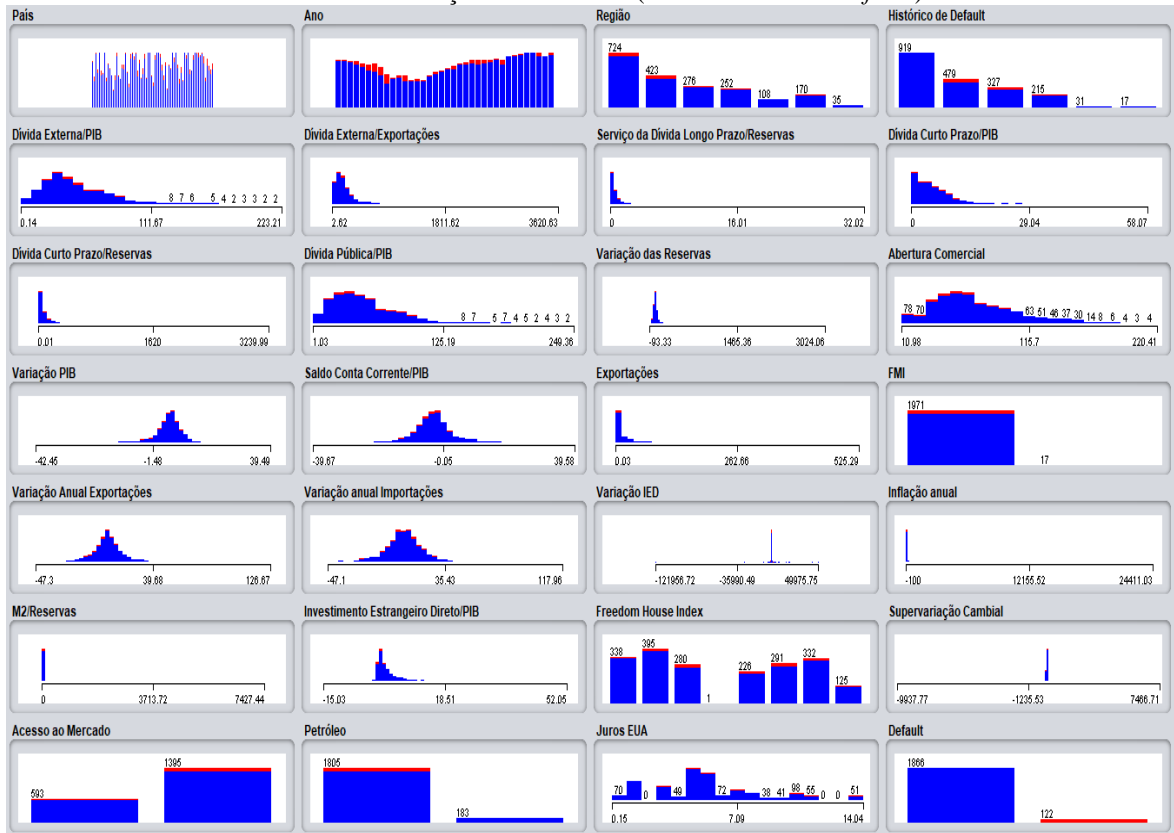 País Ano Região Histórico de Default
724 423 276 252 108 170 35
919 479 327 215 31 17
Dívida Externa/PIB Dívida Externa/Exportações Serviço da Dívida Longo Prazo/Reservas Dívida Curto Prazo/PIB
8 7 6 5 4 2 3 3 2 2
0.14 111.67 223.21
2.62 1811.62 3620.63
0 16.01 32.02
0 29.04 58.07
Dívida Curto Prazo/Reservas Dívida Pública/PIB Variação das Reservas Abertura Comercial
8 7 5 7 4 5 2 4 3 2
78 70 63 51 46 37 30 14 8 6 4 3 4
0.01 1620 3239.99
1.03 125.19 249.36
-93.33 1465.36 3024.06
10.98 115.7 220.41
Variação PIB Saldo Conta Corrente/PIB Exportações FMI
1971 17
-42.45 -1.48 39.49
-39.67 -0.05 39.58
0.03 262.66 525.29
Variação Anual Exportações Variação anual Importações Variação IED Inflação anual
-47.3 39.68 126.67
-47.1 35.43 117.96
-121956.72 -35990.49 49975.75
-100 12155.52 24411.03
M2/Reservas Investimento Estrangeiro Direto/PIB Freedom House Index Supervariação Cambial
338 395 280 1 226 291 332 125
0 3713.72 7427.44
-15.03 18.51 52.05
-9937.77 -1235.53 7466.71
Acesso ao Mercado Petróleo Juros EUA Default
593 1395
1805 183
70 0 49 72 38 41 98 55 0 0 51
1866 122
0.15 7.09 14.04